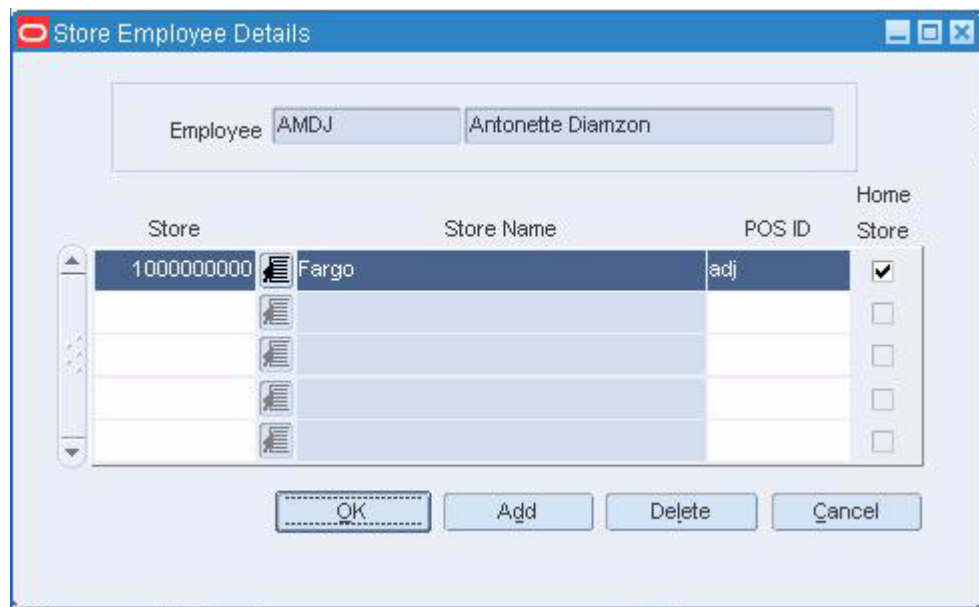 Store Employee Details
Employee AMDJ Antonette Diamzon
Home
Store Store Name POS ID Store
1000000000 Fargo adj
OK Add Delete Cancel